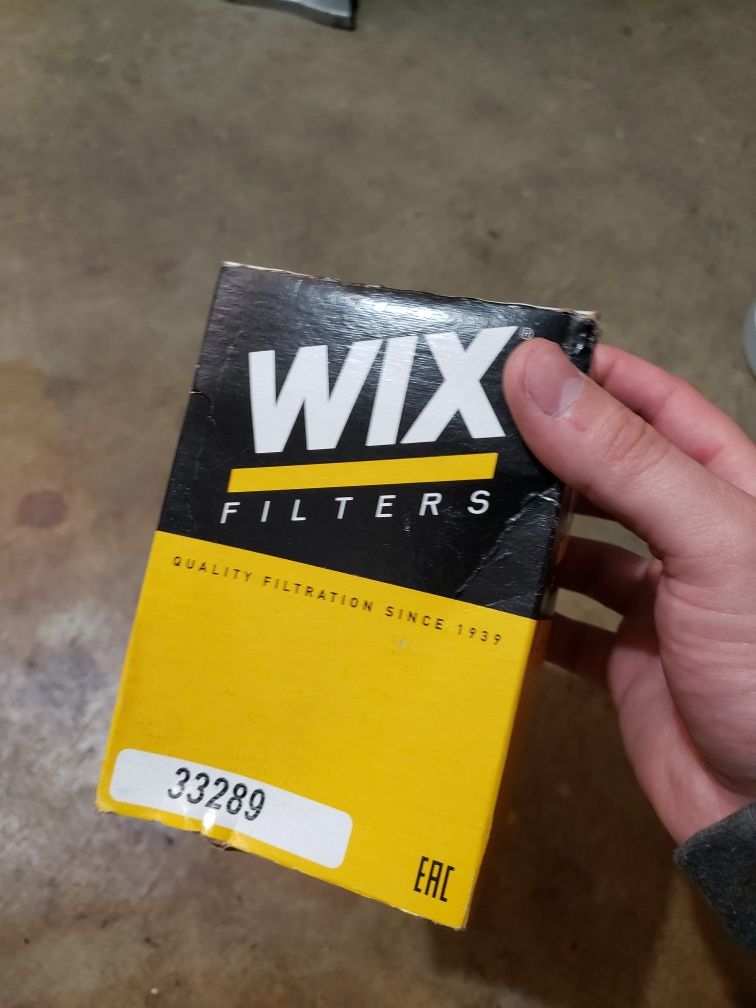 WIX®
FILTERS
QUALITY FILTRATION SINCE 1939
33289
EAC